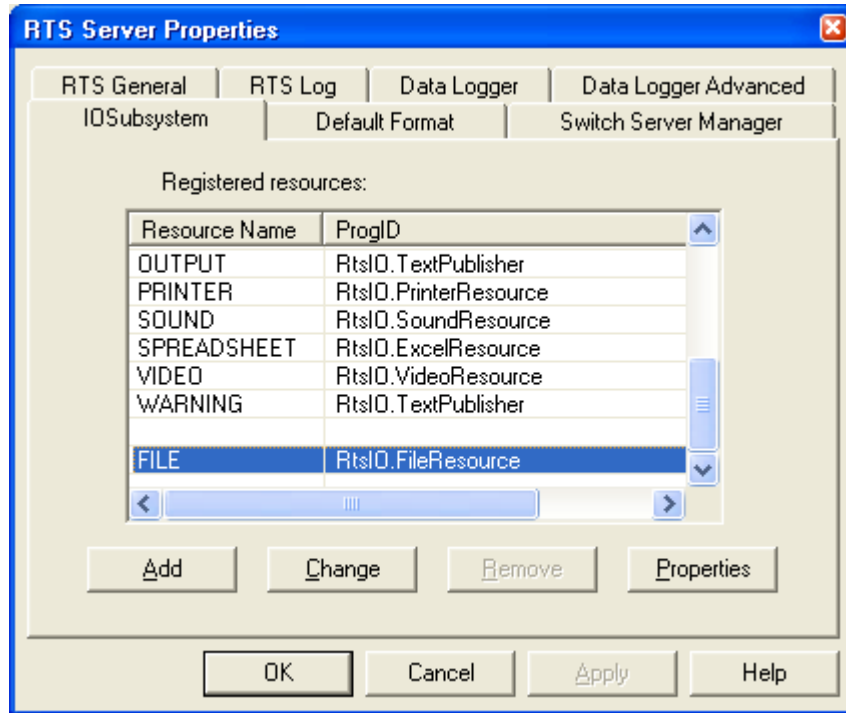 RTS Server Properties
RTS General RTS Log Data Logger Data Logger Advanced
IOSubsystem Default Format Switch Server Manager
Registered resources:
Resource Name ProgID
OUTPUT RtsIO.TextPublisher
PRINTER RtsIO.PrinterResource
SOUND RtsIO.SoundResource
SPREADSHEET RtsIO.ExcelResource
VIDEO RtsIO.VideoResource
WARNING RtsIO.TextPublisher
FILE RtsIO.FileResource
Add Change Remove Properties
OK Cancel Apply Help